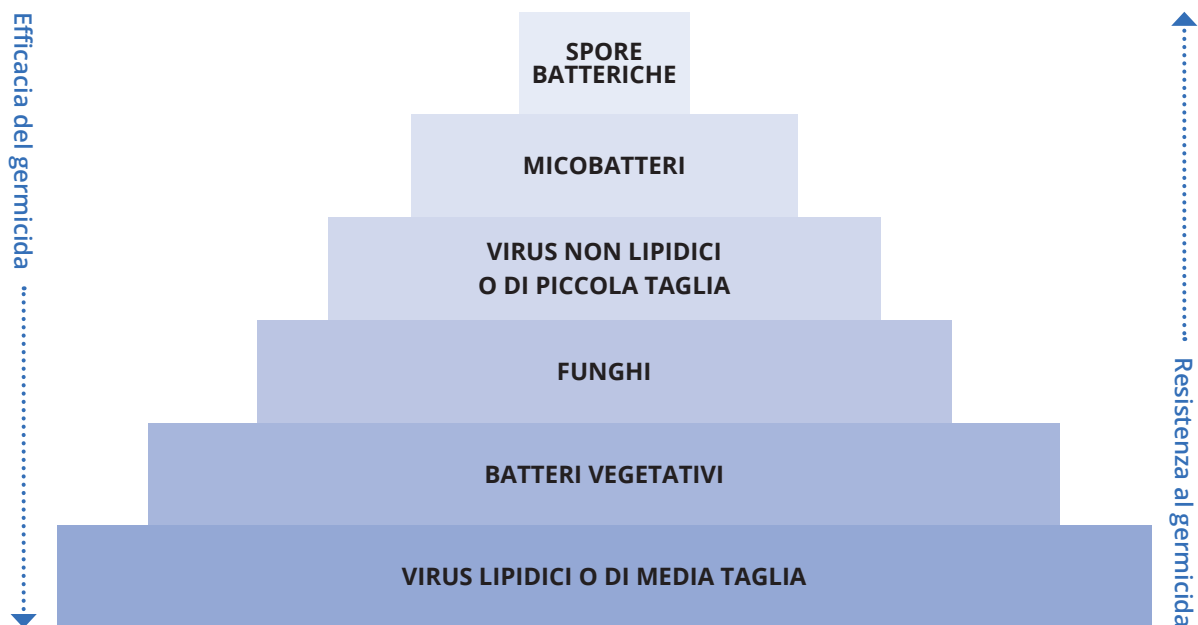 Efficacia del germicida
SPORE
BATTERICHE
MICOBATTERI
VIRUS NON LIPIDICI
O DI PICCOLA TAGLIA
FUNGHI
BATTERI VEGETATIVI
VIRUS LIPIDICI O DI MEDIA TAGLIA
Resistenza al germicida